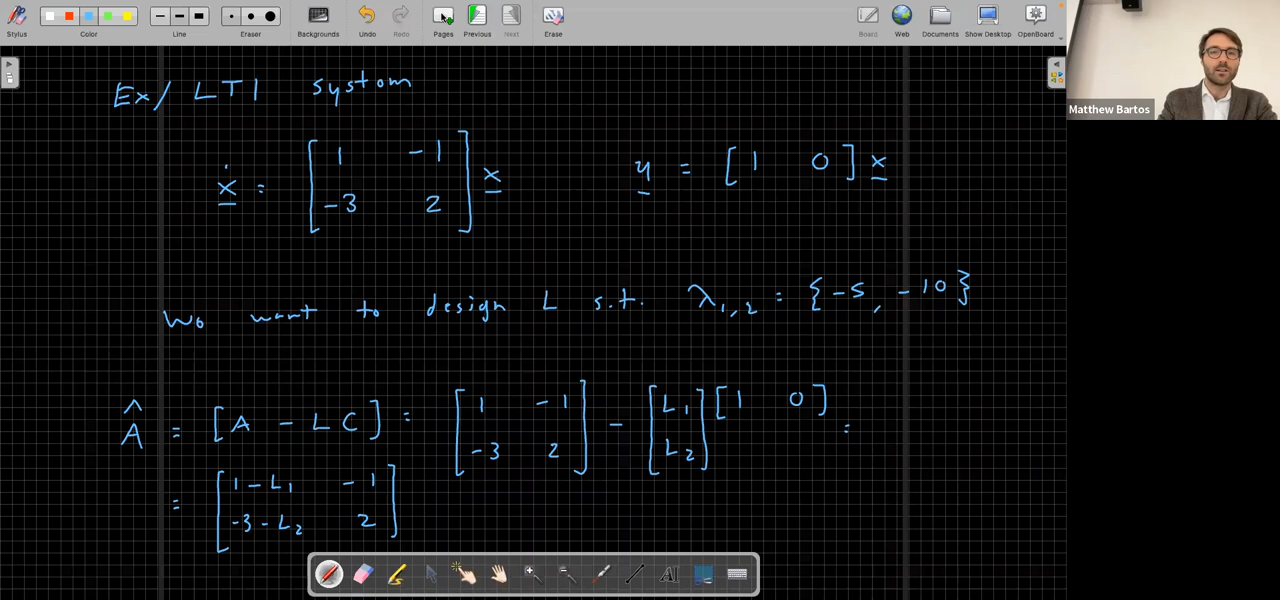 Stylus Color Line Eraser Backgrounds Undo Redo Pages Previous Next Erase Board Web Documents Show Desktop OpenBoard
Matthew Bartos
Ex/ LTI system
ẋ = [1 -1; -3 2] x    y = [1 0] x
We want to design L s.t. λ1,2 = {-5, -10}
Â = [A - LC] = [1 -1; -3 2] - [L1; L2] [1 0] =
= [1-L1 -1; -3-L2 2]
AI